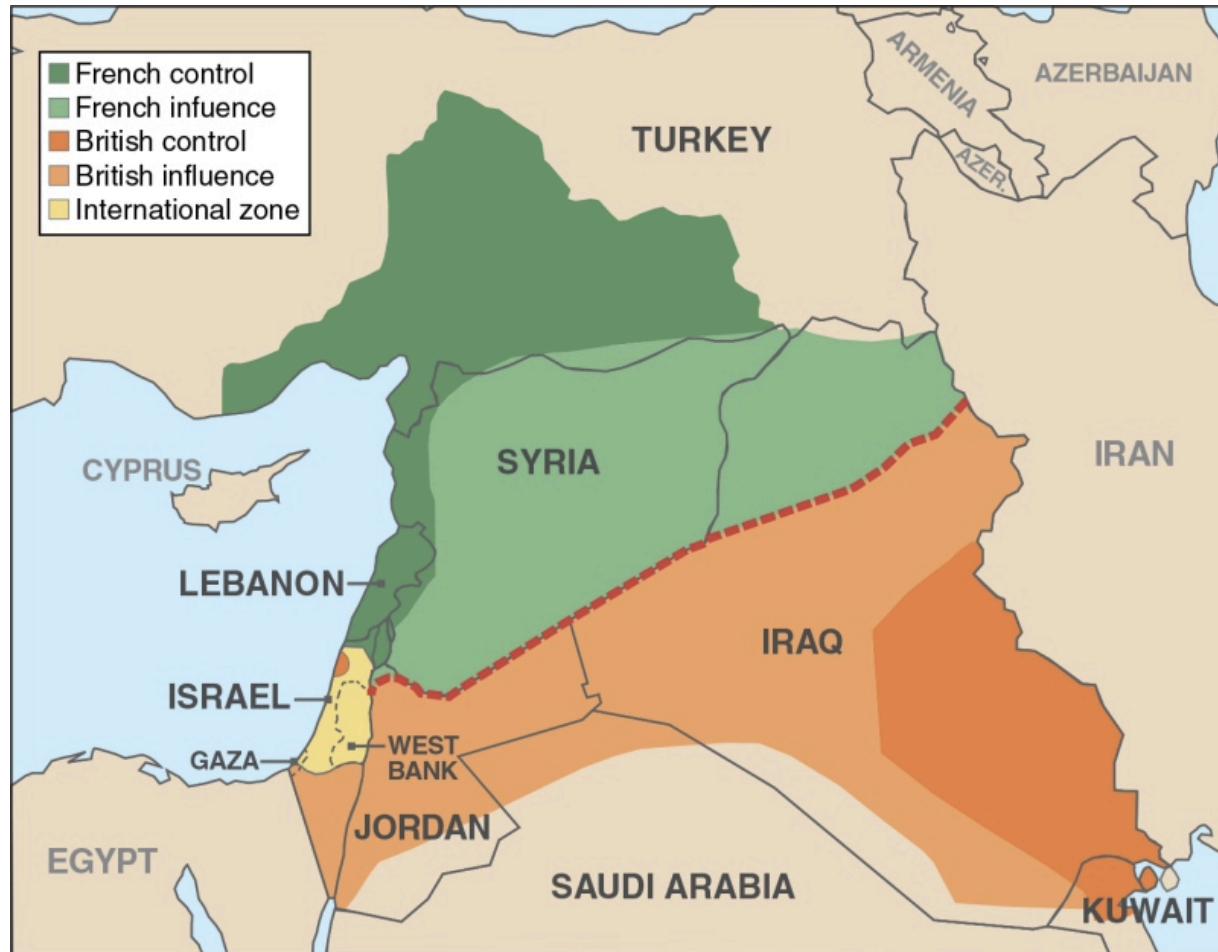 French control
French infuence
British control
British influence
International zone
ARMENIA
AZERBAIJAN
TURKEY
AZER.
CYPRUS
SYRIA
IRAN
LEBANON
IRAQ
ISRAEL
GAZA
WEST
BANK
JORDAN
EGYPT
SAUDI ARABIA
KUWAIT